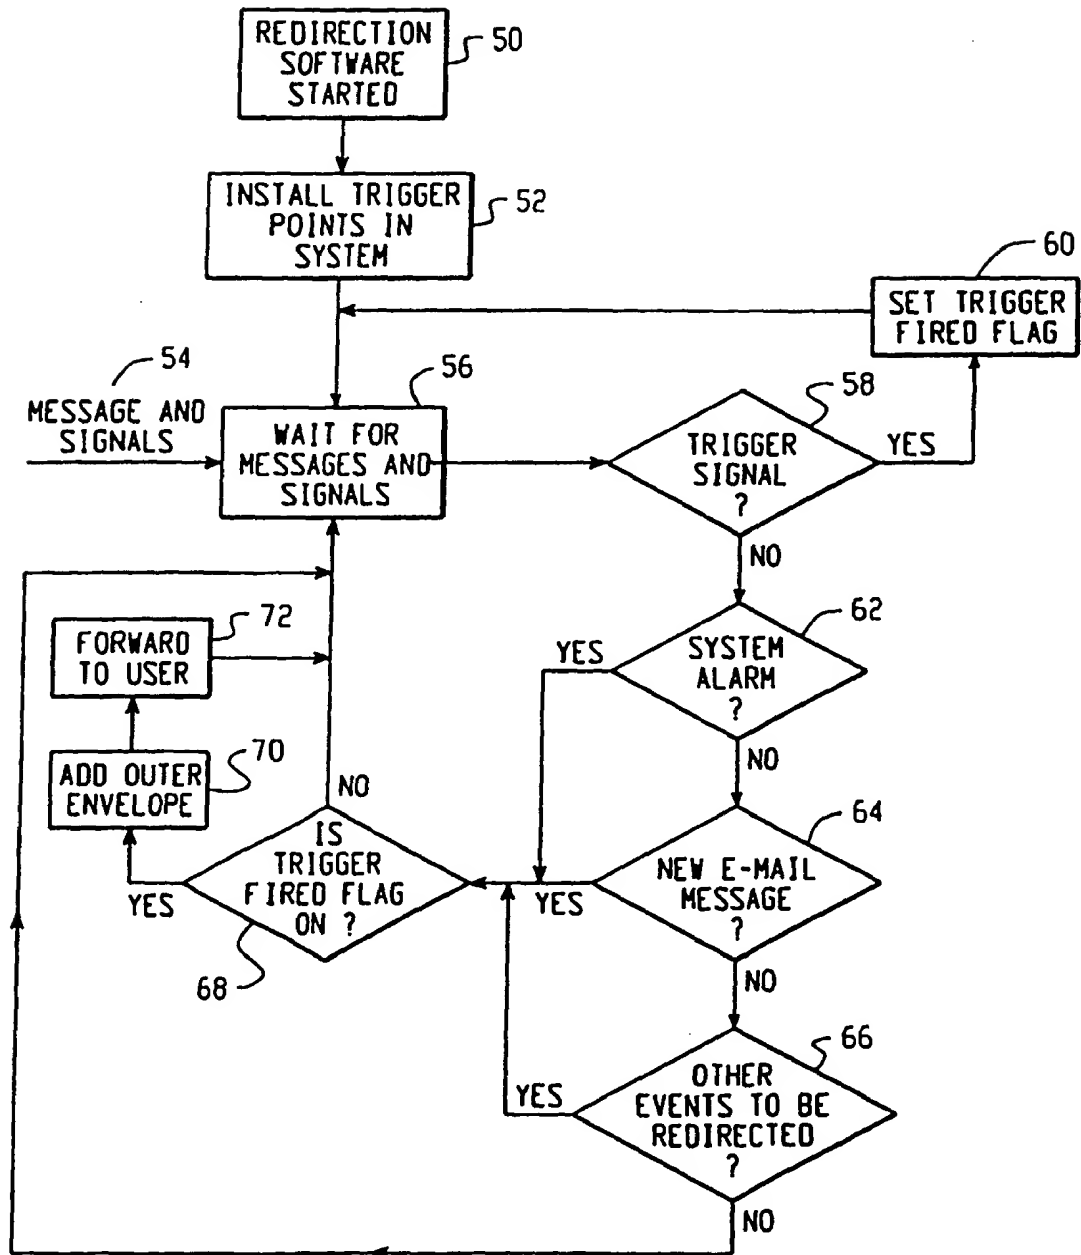 REDIRECTION
SOFTWARE
STARTED
50
INSTALL TRIGGER
POINTS IN
SYSTEM
52
60
SET TRIGGER
FIRED FLAG
54
MESSAGE AND
SIGNALS
56
WAIT FOR
MESSAGES AND
SIGNALS
58
TRIGGER
SIGNAL
?
YES
NO
62
SYSTEM
ALARM
?
YES
NO
72
FORWARD
TO USER
70
ADD OUTER
ENVELOPE
NO
IS
TRIGGER
FIRED FLAG
ON ?
YES
68
64
NEW E-MAIL
MESSAGE
?
YES
NO
66
OTHER
EVENTS TO BE
REDIRECTED
?
YES
NO